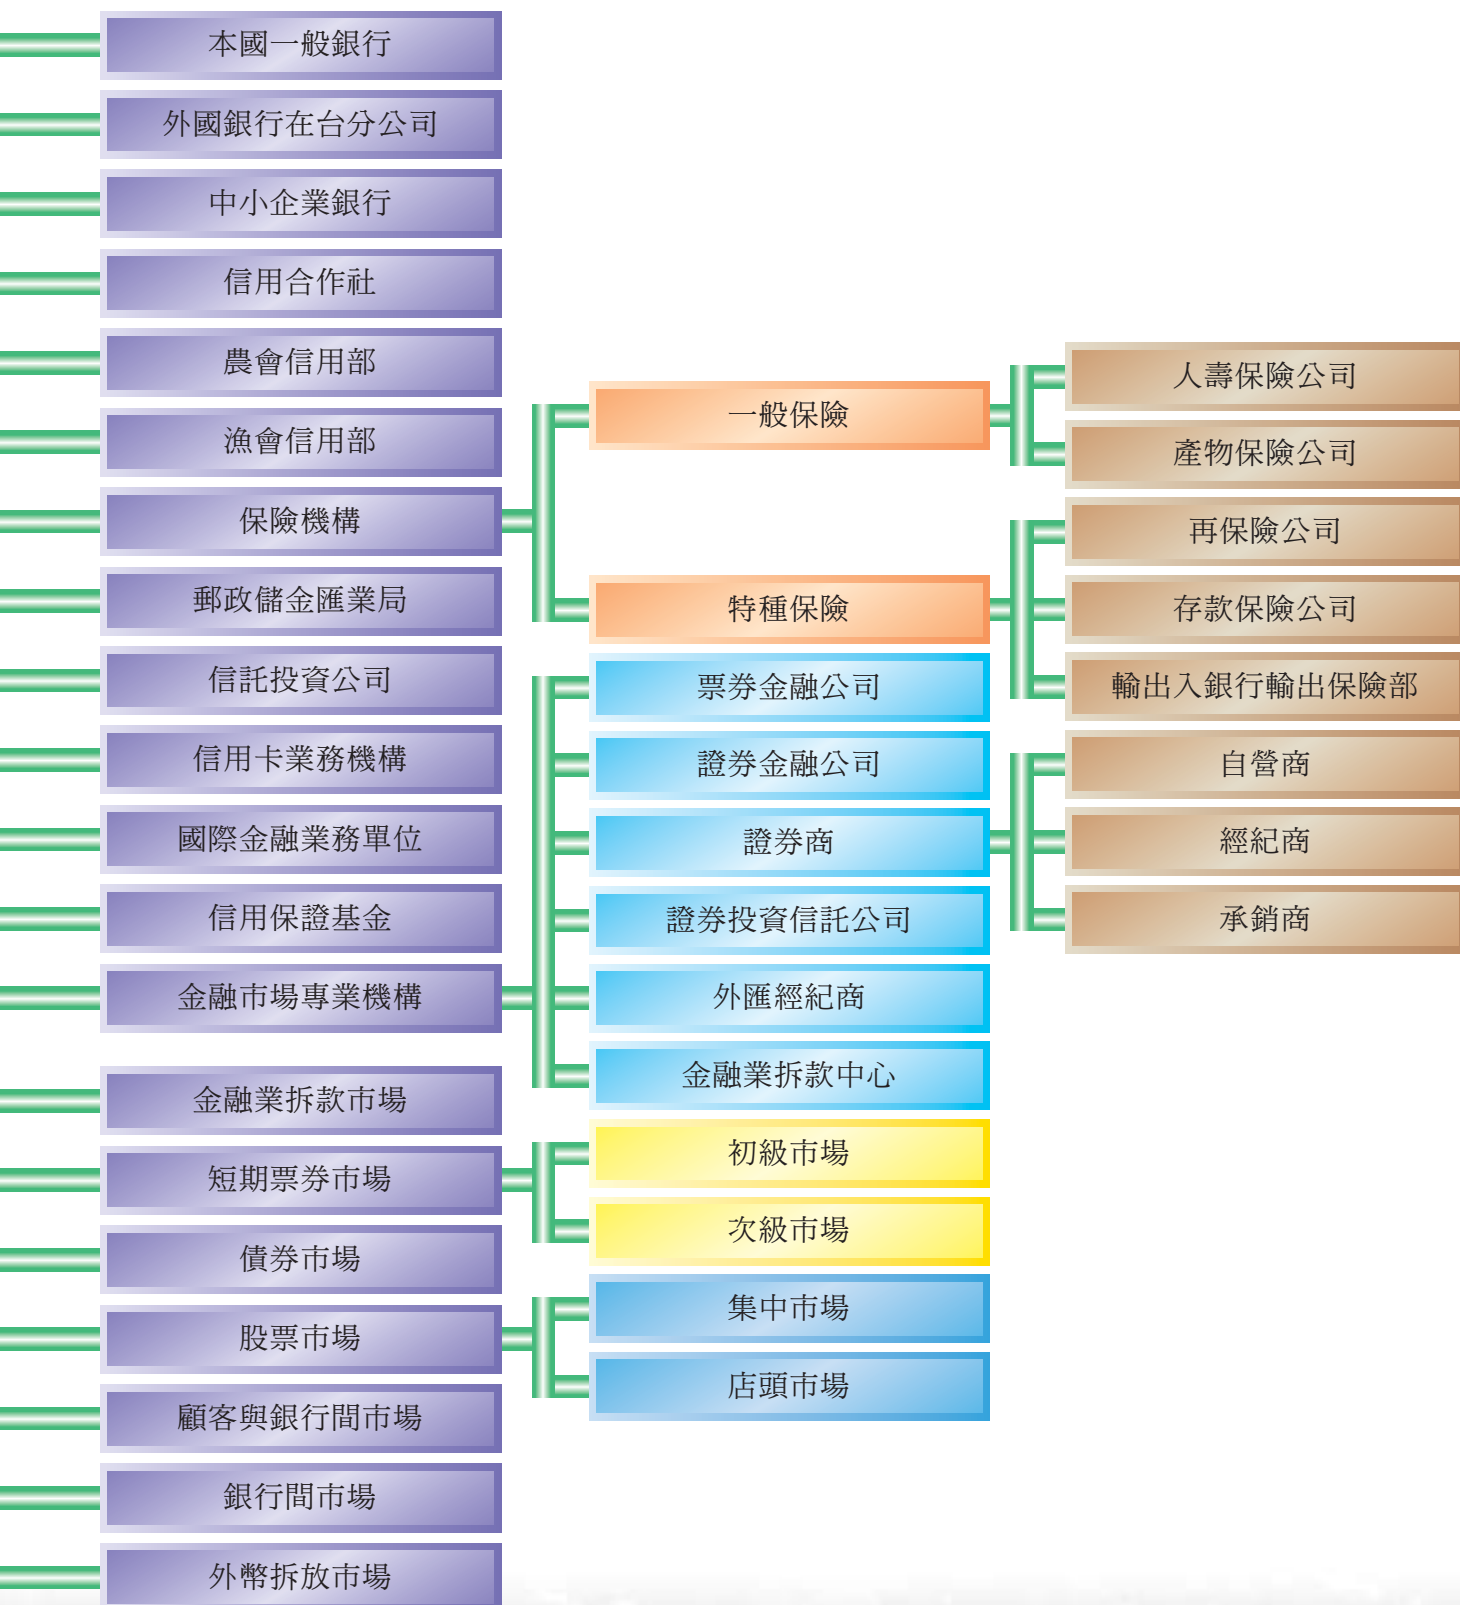 本國一般銀行
外國銀行在台分公司
中小企業銀行
信用合作社
農會信用部
漁會信用部
保險機構
郵政儲金匯業局
信託投資公司
信用卡業務機構
國際金融業務單位
信用保證基金
金融市場專業機構
金融業拆款市場
短期票券市場
債券市場
股票市場
顧客與銀行間市場
銀行間市場
外幣拆放市場
一般保險
特種保險
票券金融公司
證券金融公司
證券商
證券投資信託公司
外匯經紀商
金融業拆款中心
初級市場
次級市場
集中市場
店頭市場
人壽保險公司
產物保險公司
再保險公司
存款保險公司
輸出入銀行輸出保險部
自營商
經紀商
承銷商